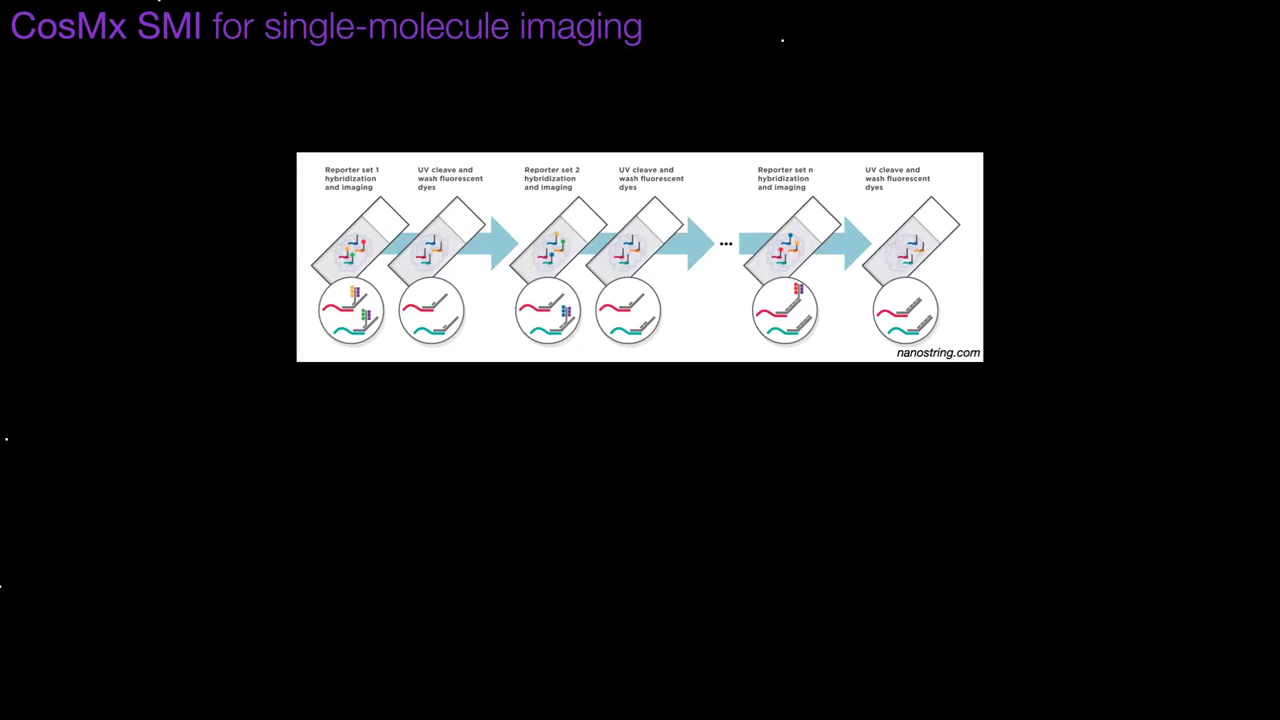 CosMx SMI for single-molecule imaging
Reporter set 1
hybridization
and imaging
UV cleave and
wash fluorescent
dyes
Reporter set 2
hybridization
and imaging
UV cleave and
wash fluorescent
dyes
...
Reporter set n
hybridization
and imaging
UV cleave and
wash fluorescent
dyes
nanostring.com